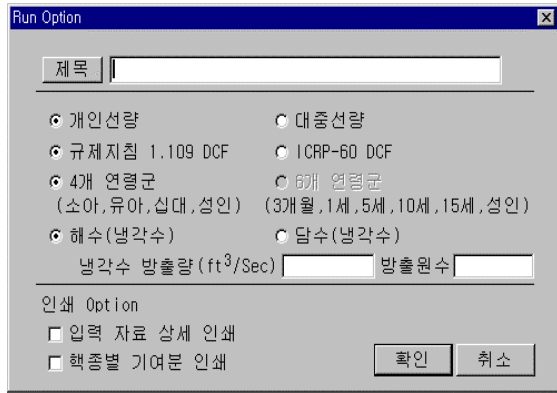 Run Option
제목
개인선량 대중선량
규제지침 1.109 DCF ICRP-60 DCF
4개 연령군 6개 연령군
(소아,유아,십대,성인) (3개월,1세,5세,10세,15세,성인)
해수(냉각수) 담수(냉각수)
냉각수 방출량(ft³/Sec) 방출원수
인쇄 Option
입력 자료 상세 인쇄
핵종별 기여분 인쇄
확인 취소